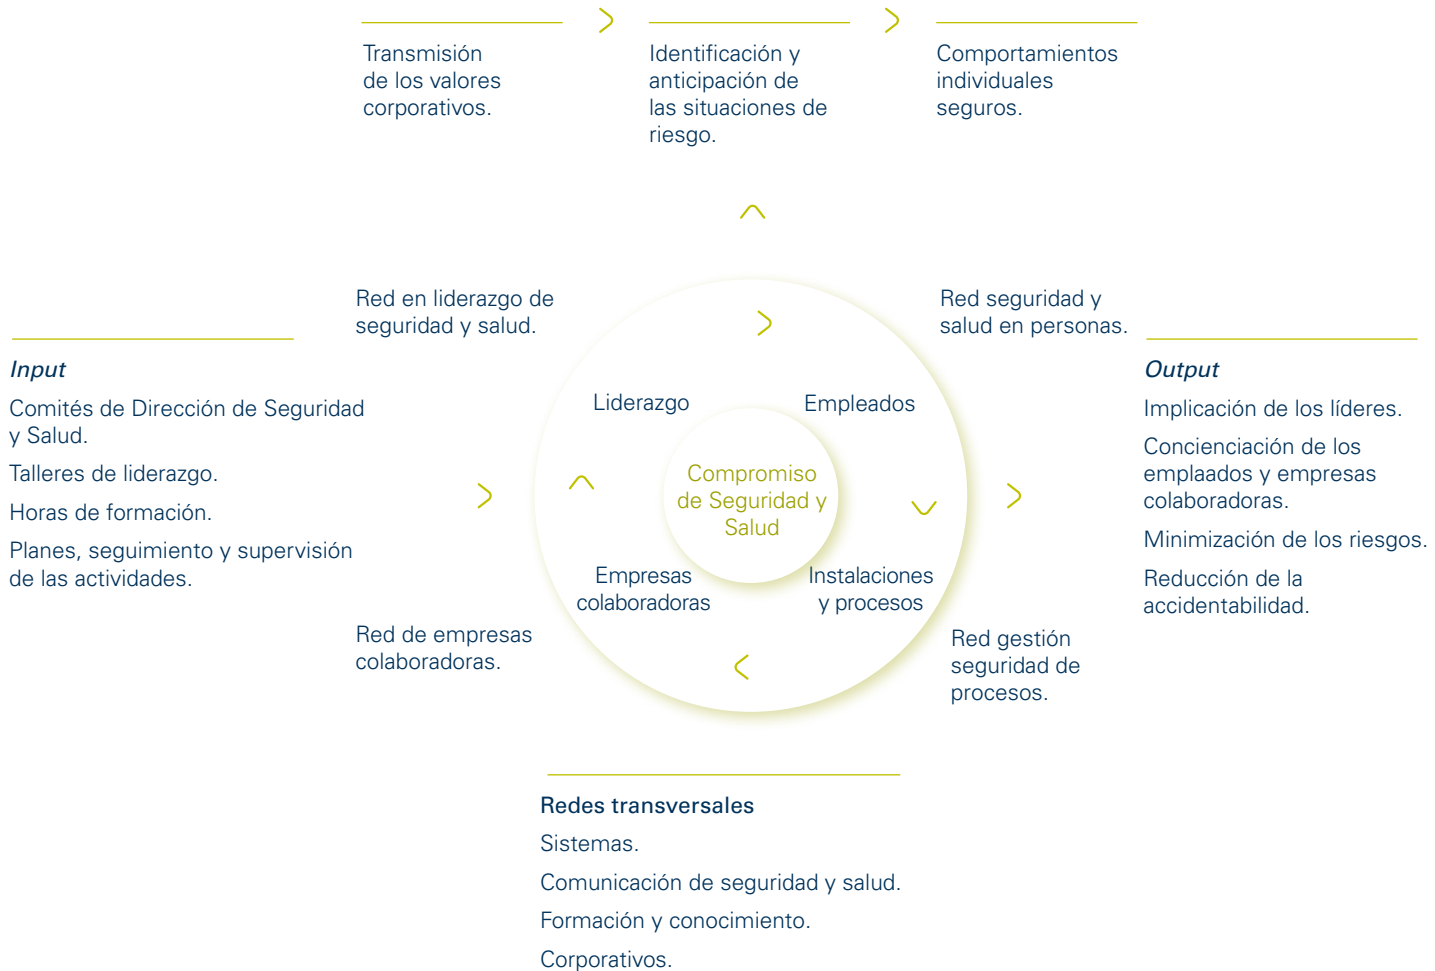 Transmisión
de los valores
corporativos.
Identificación y
anticipación de
las situaciones de
riesgo.
Comportamientos
individuales
seguros.
Red en liderazgo de
seguridad y salud.
Red seguridad y
salud en personas.
Input
Comités de Dirección de Seguridad
y Salud.
Talleres de liderazgo.
Horas de formación.
Planes, seguimiento y supervisión
de las actividades.
Liderazgo
Empleados
Compromiso
de Seguridad y
Salud
Empresas
colaboradoras
Instalaciones
y procesos
Output
Implicación de los líderes.
Concienciación de los
emplaados y empresas
colaboradoras.
Minimización de los riesgos.
Reducción de la
accidentabilidad.
Red de empresas
colaboradoras.
Red gestión
seguridad de
procesos.
Redes transversales
Sistemas.
Comunicación de seguridad y salud.
Formación y conocimiento.
Corporativos.